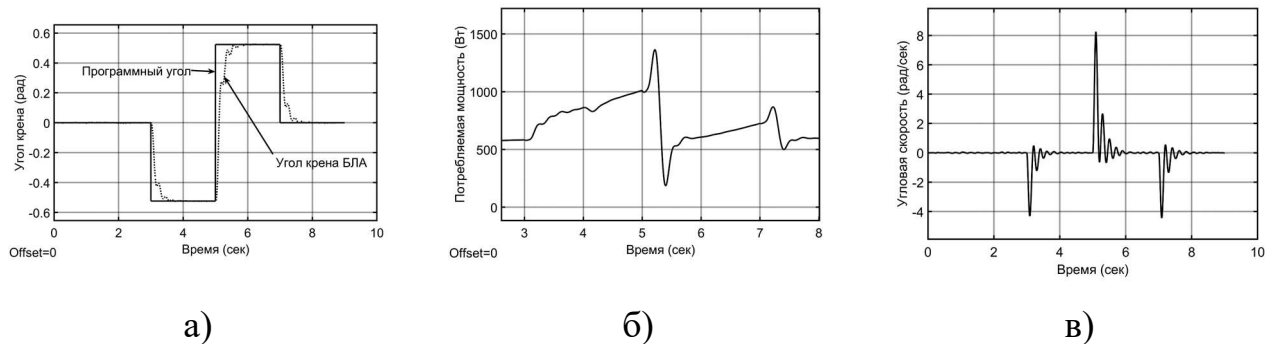 Угол крена (рад)
0.6
0.4
0.2
0
-0.2
-0.4
-0.6
Программный угол
Угол крена БЛА
0 2 4 6 8 10
Время (сек)
Offset=0
а)
Потребляемая мощность (Вт)
1500
1000
500
0
3 4 5 6 7 8
Время (сек)
Offset=0
б)
Угловая скорость (рад/сек)
8
6
4
2
0
-2
-4
0 2 4 6 8 10
Время (сек)
в)